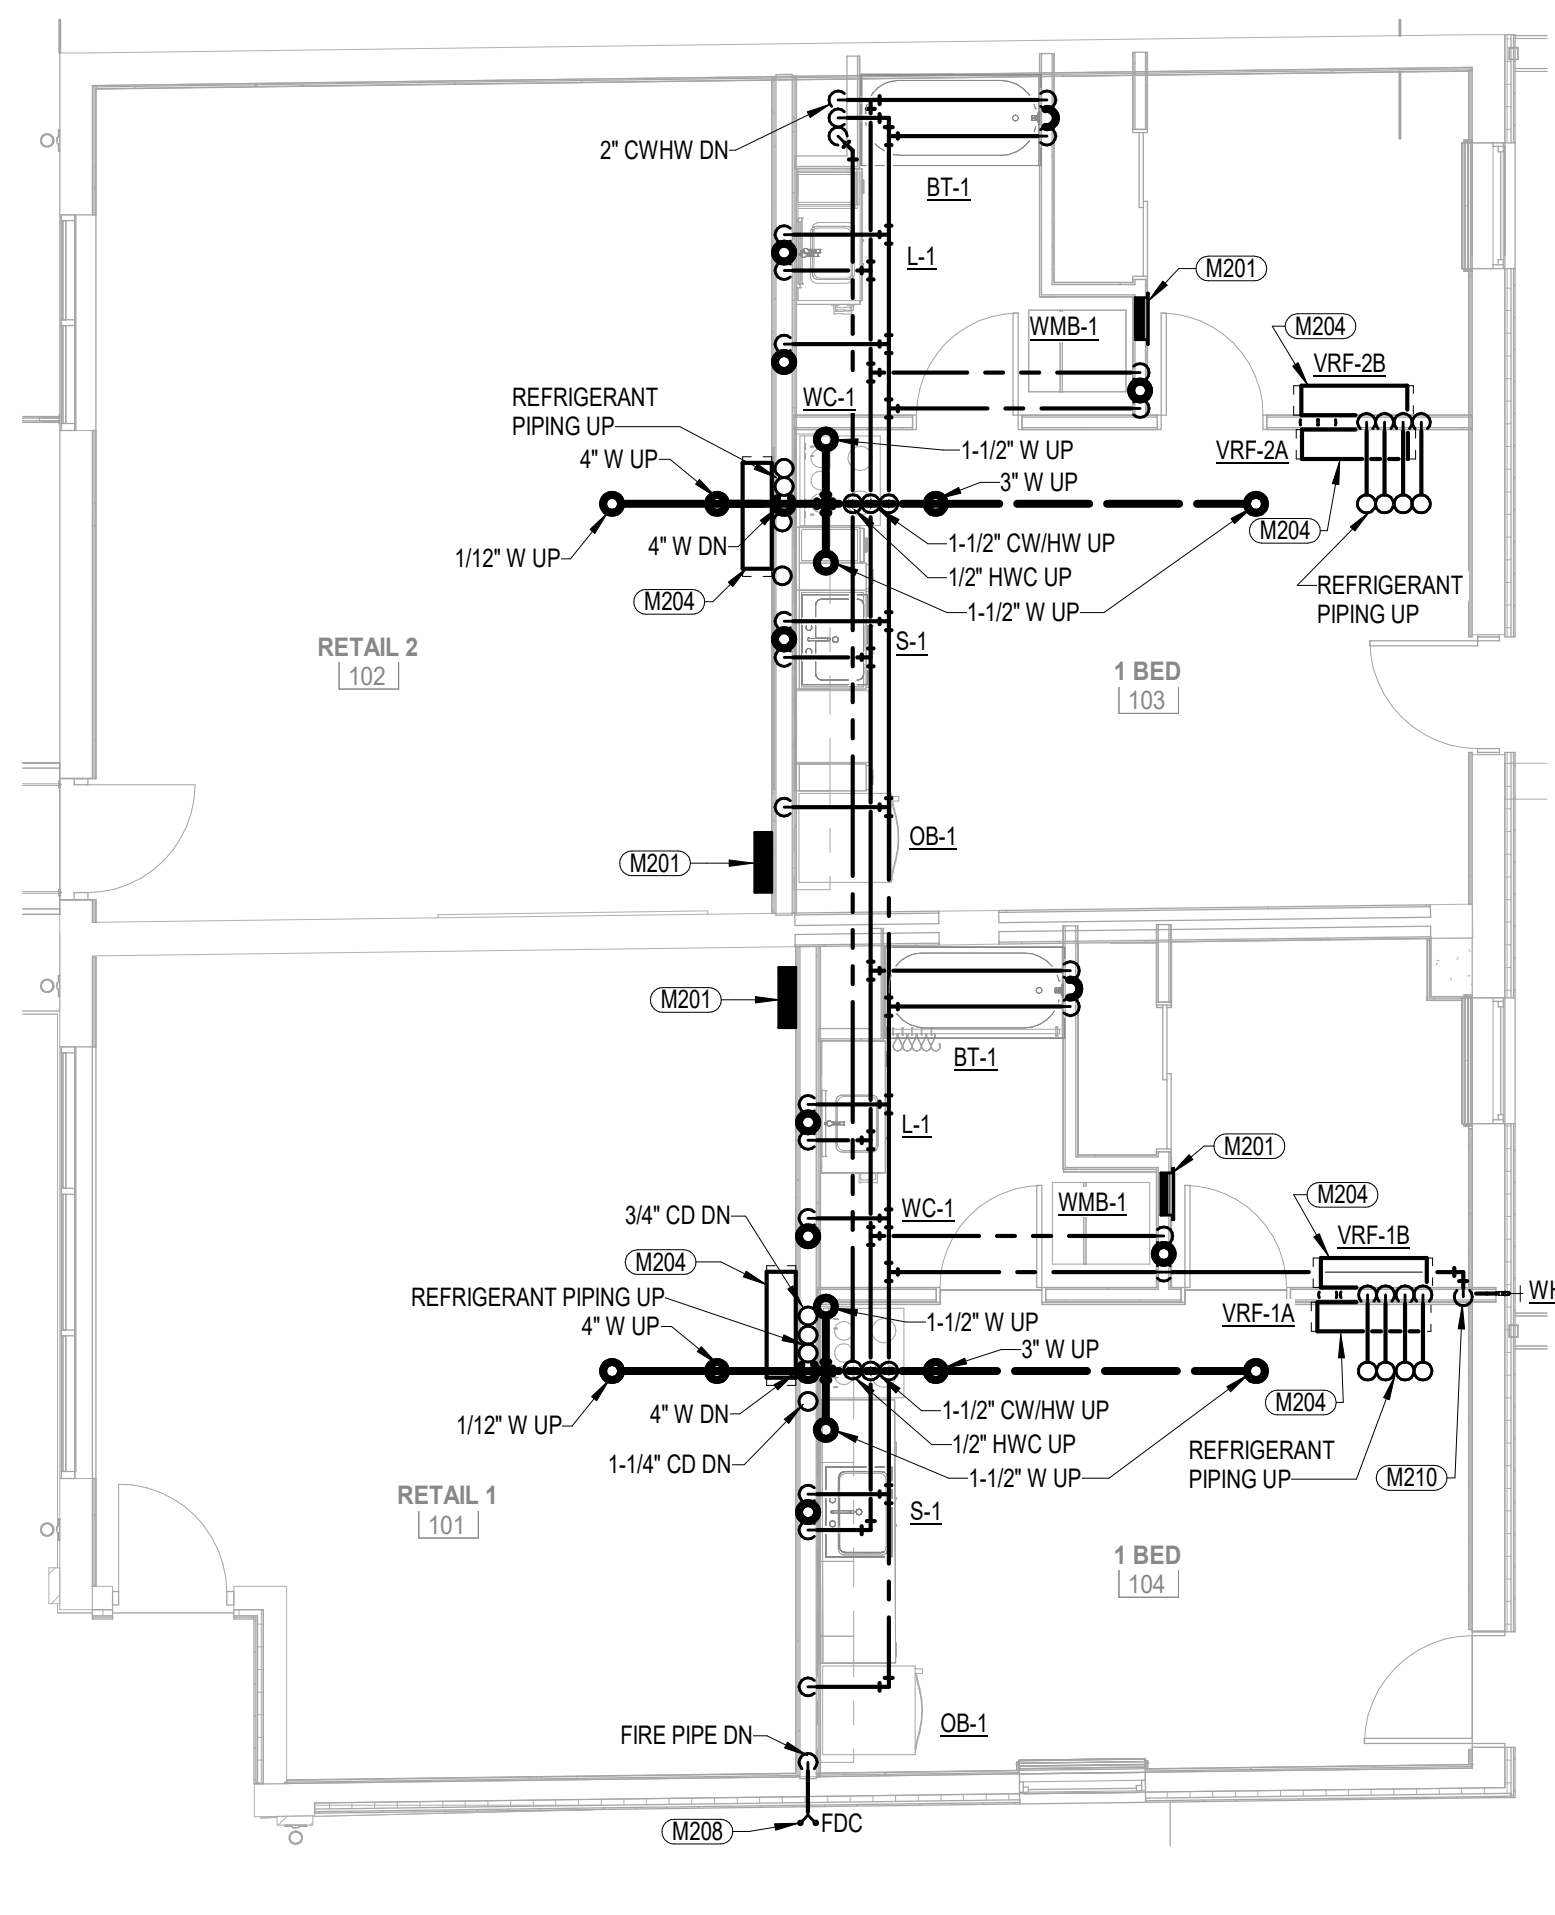 2" CWHW DN
BT-1
L-1
M201
WMB-1
M204
VRF-2B
REFRIGERANT
PIPING UP
WC-1
4" W UP
1-1/2" W UP
VRF-2A
3" W UP
M204
1/12" W UP
4" W DN
1-1/2" CW/HW UP
1/2" HWC UP
REFRIGERANT
PIPING UP
M204
1-1/2" W UP
RETAIL 2
102
S-1
1 BED
103
M201
OB-1
M201
BT-1
L-1
M201
3/4" CD DN
WC-1
WMB-1
M204
VRF-1B
M204
REFRIGERANT PIPING UP
WH
4" W UP
1-1/2" W UP
VRF-1A
3" W UP
M204
1/12" W UP
4" W DN
1-1/2" CW/HW UP
1/2" HWC UP
REFRIGERANT
PIPING UP
1-1/4" CD DN
1-1/2" W UP
M210
RETAIL 1
101
S-1
1 BED
104
FIRE PIPE DN
OB-1
M208
FDC